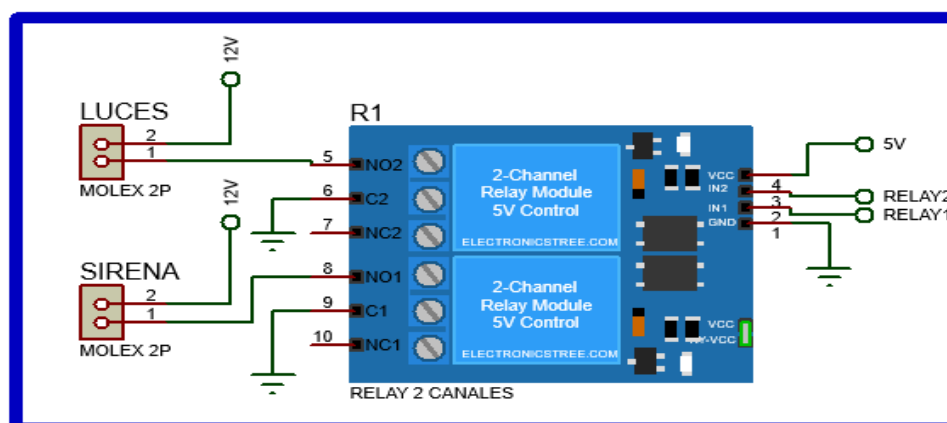 12V
LUCES
2
1
MOLEX 2P
12V
SIRENA
2
1
MOLEX 2P
R1
5 NO2
6 C2
7 NC2
8 NO1
9 C1
10 NC1
2-Channel
Relay Module
5V Control
ELECTRONICSTREE.COM
2-Channel
Relay Module
5V Control
ELECTRONICSTREE.COM
VCC
IN2
IN1
GND
4
3
2
1
5V
RELAY2
RELAY1
VCC
RELAY 2 CANALES